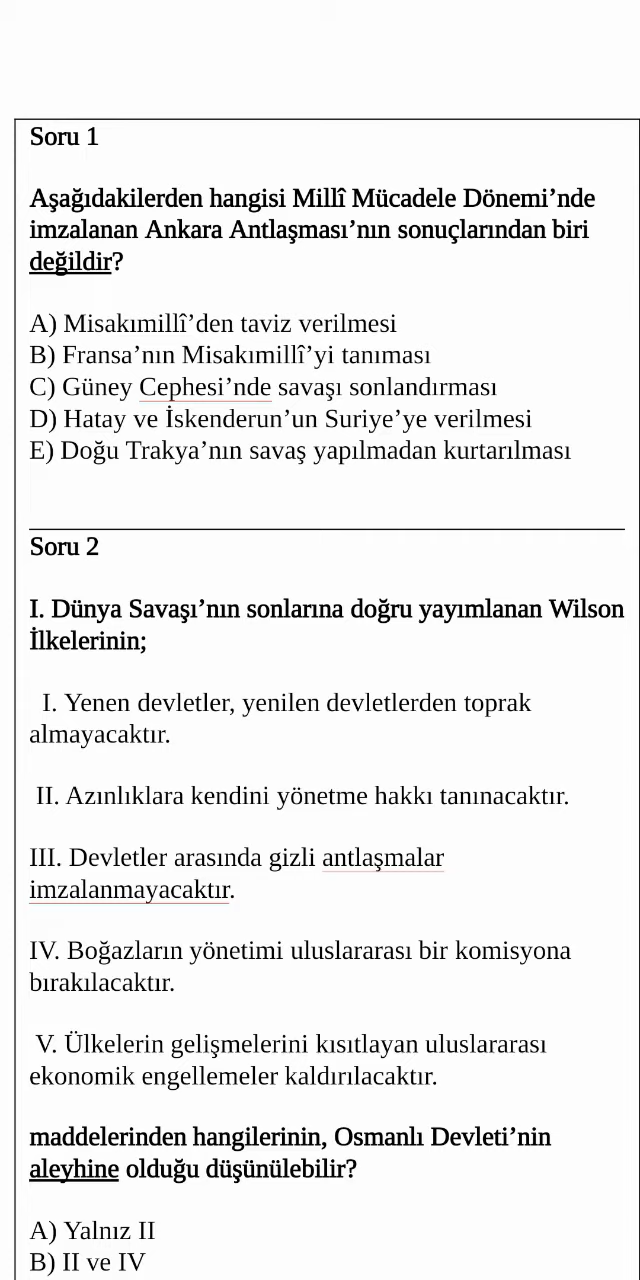 Soru 1
Aşağıdakilerden hangisi Millî Mücadele Dönemi’nde
imzalanan Ankara Antlaşması’nın sonuçlarından biri
değildir?
A) Misakımillî’den taviz verilmesi
B) Fransa’nın Misakımillî’yi tanıması
C) Güney Cephesi’nde savaşı sonlandırması
D) Hatay ve İskenderun’un Suriye’ye verilmesi
E) Doğu Trakya’nın savaş yapılmadan kurtarılması
Soru 2
I. Dünya Savaşı’nın sonlarına doğru yayımlanan Wilson
İlkelerinin;
I. Yenen devletler, yenilen devletlerden toprak
almayacaktır.
II. Azınlıklara kendini yönetme hakkı tanınacaktır.
III. Devletler arasında gizli antlaşmalar
imzalanmayacaktır.
IV. Boğazların yönetimi uluslararası bir komisyona
bırakılacaktır.
V. Ülkelerin gelişmelerini kısıtlayan uluslararası
ekonomik engellemeler kaldırılacaktır.
maddelerinden hangilerinin, Osmanlı Devleti’nin
aleyhine olduğu düşünülebilir?
A) Yalnız II
B) II ve IV